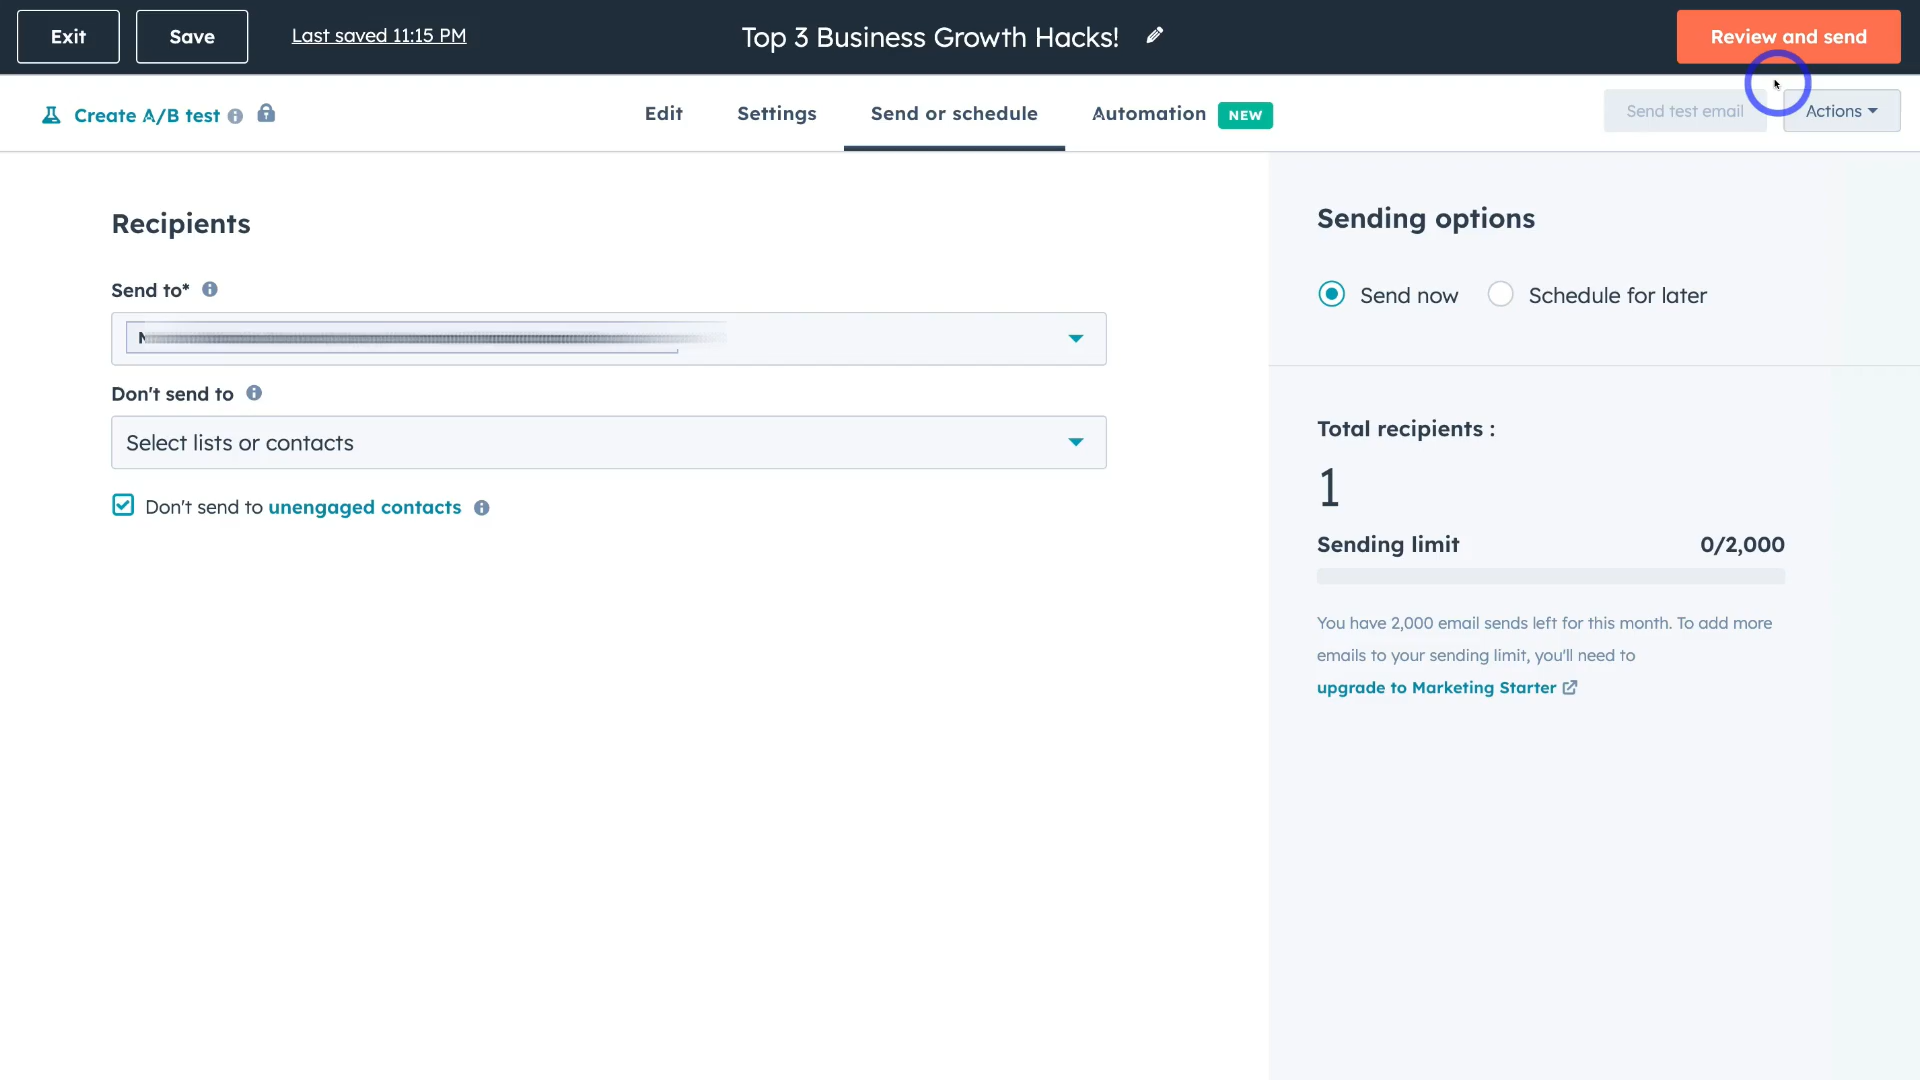 Exit
Save
Last saved 11:15 PM
Top 3 Business Growth Hacks!
Review and send
Create A/B test
Edit
Settings
Send or schedule
Automation NEW
Send test email
Actions
Recipients
Send to*
Don't send to
Select lists or contacts
Don't send to unengaged contacts
Sending options
Send now
Schedule for later
Total recipients :
1
Sending limit
0/2,000
You have 2,000 email sends left for this month. To add more
emails to your sending limit, you'll need to
upgrade to Marketing Starter